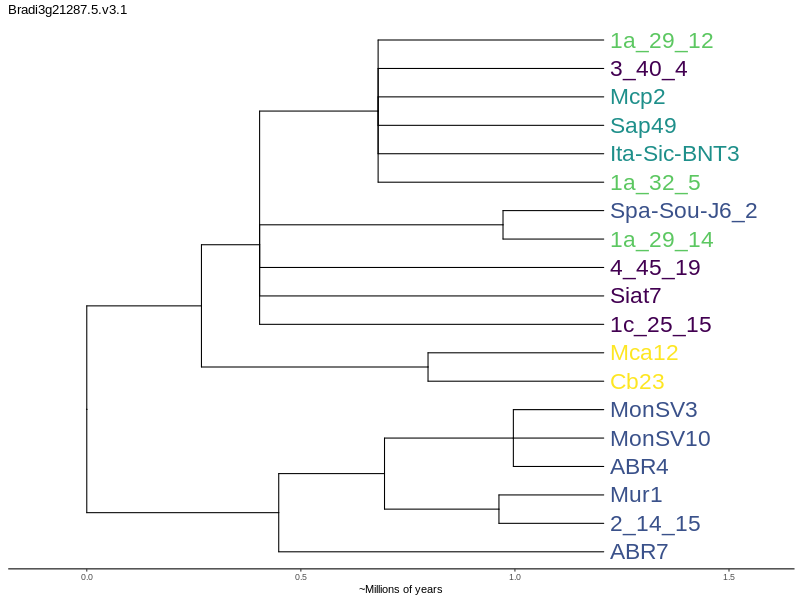 Bradi3g21287.5.v3.1
1a_29_12
3_40_4
Mcp2
Sap49
Ita-Sic-BNT3
1a_32_5
Spa-Sou-J6_2
1a_29_14
4_45_19
Siat7
1c_25_15
Mca12
Cb23
MonSV3
MonSV10
ABR4
Mur1
2_14_15
ABR7
0.0 0.5 1.0 1.5
~Millions of years